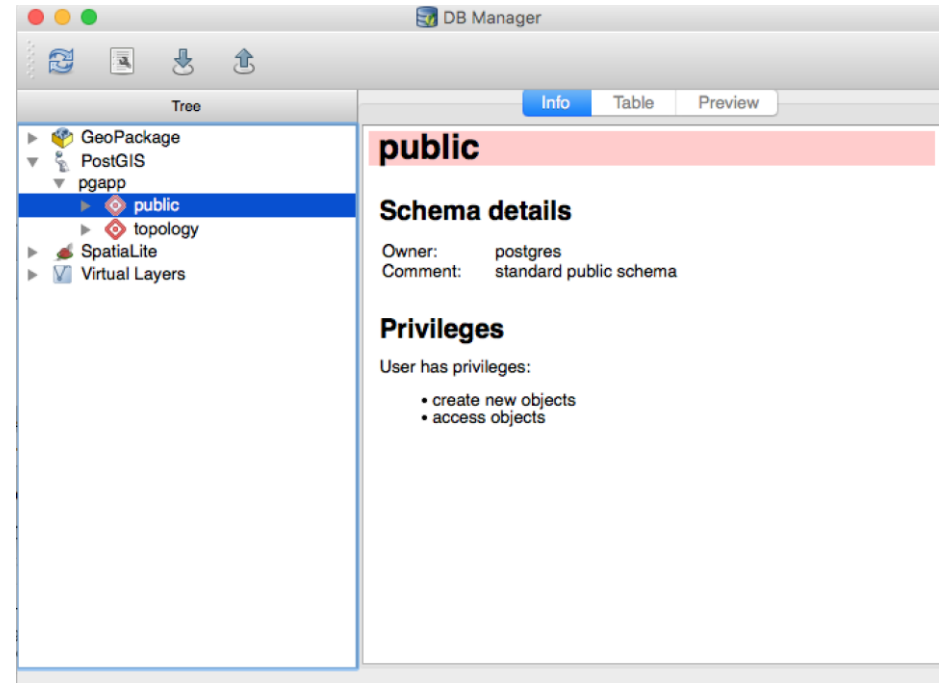 DB Manager
Tree
Info Table Preview
GeoPackage
PostGIS
pgapp
public
topology
SpatiaLite
Virtual Layers
public
Schema details
Owner: postgres
Comment: standard public schema
Privileges
User has privileges:
• create new objects
• access objects